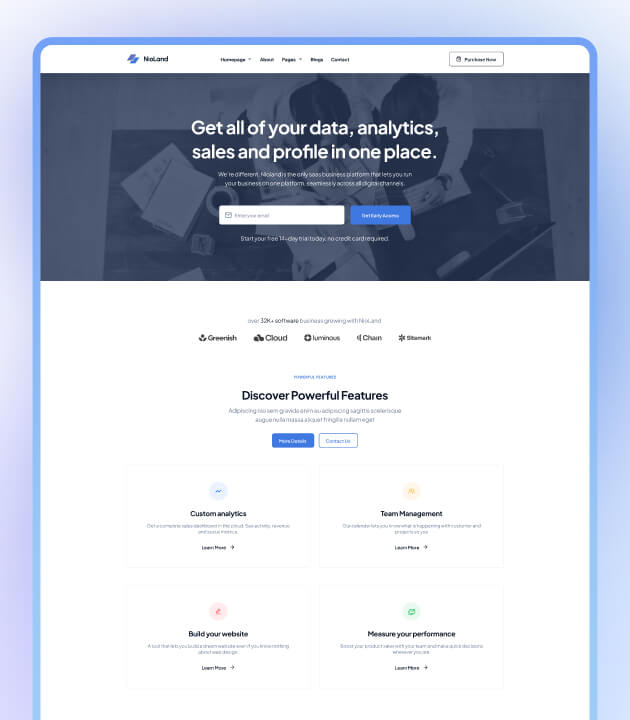 NioLand
Homepage About Pages Blogs Contact
Purchase Now
Get all of your data, analytics,
sales and profile in one place.
We're different. Nioland is the only saas business platform that lets you run
your business on one platform, seamlessly across all digital channels.
Enter your email
Get Early Access
Start your free 14-day trial today. no credit card required.
over 32K+ software business growing with NioLand
Greenish Cloud luminous Chain Sitemark
POWERFUL FEATURES
Discover Powerful Features
Adipiscing nisi sem gravida enim eu adipiscing sagittis scelerisque
augue nulla massa aliquet fringilla nullam eget
More Details Contact Us
Custom analytics
Get a complete sales dashboard in the cloud. See activity, revenue
and social metrics.
Learn More
Team Management
Our calendar lets you know what is happening with customer and
projects so you
Learn More
Build your website
A tool that lets you build a dream website even if you know nothing
about web design.
Learn More
Measure your performance
Boost your product sales with your team and make quick decisions
wherever you are.
Learn More